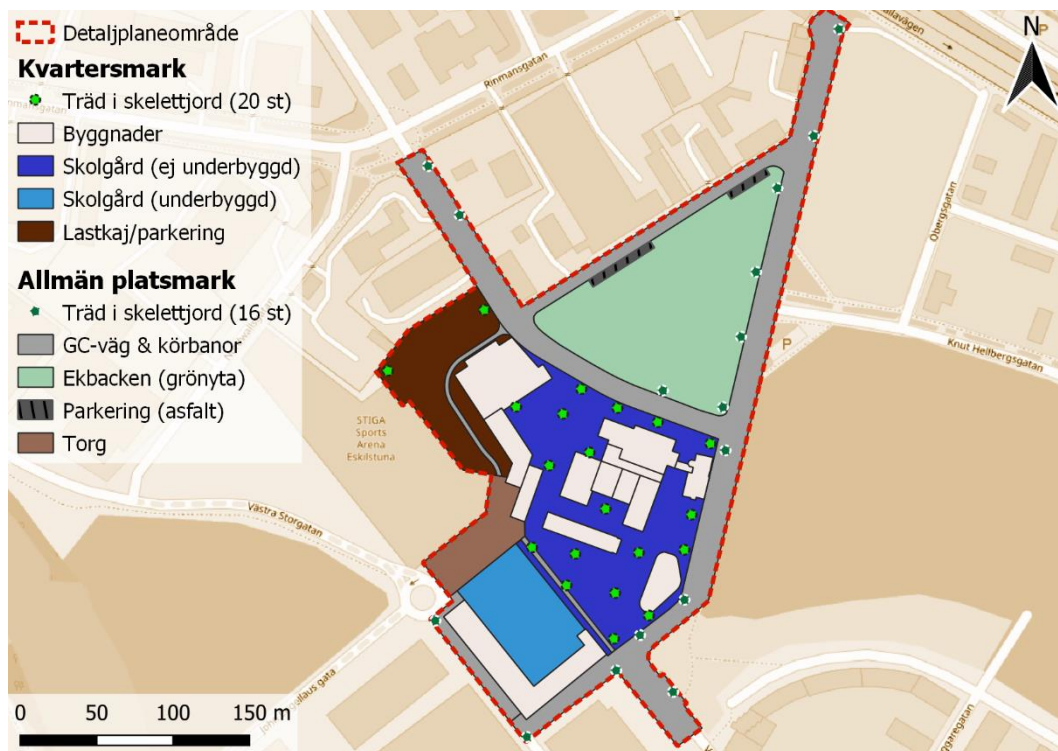 Detaljplaneområde
Kvartersmark
Träd i skelettjord (20 st)
Byggnader
Skolgård (ej underbyggd)
Skolgård (underbyggd)
Lastkaj/parkering
Allmän platsmark
Träd i skelettjord (16 st)
GC-väg & körbanor
Ekbacken (grönyta)
Parkering (asfalt)
Torg
Rinmansgatan
N
P
Obergsgatan
Knut Hellbergsgatan
P
STIGA
Sports
Arena
Eskilstuna
Västra Storgatan
gata
0 50 100 150 m